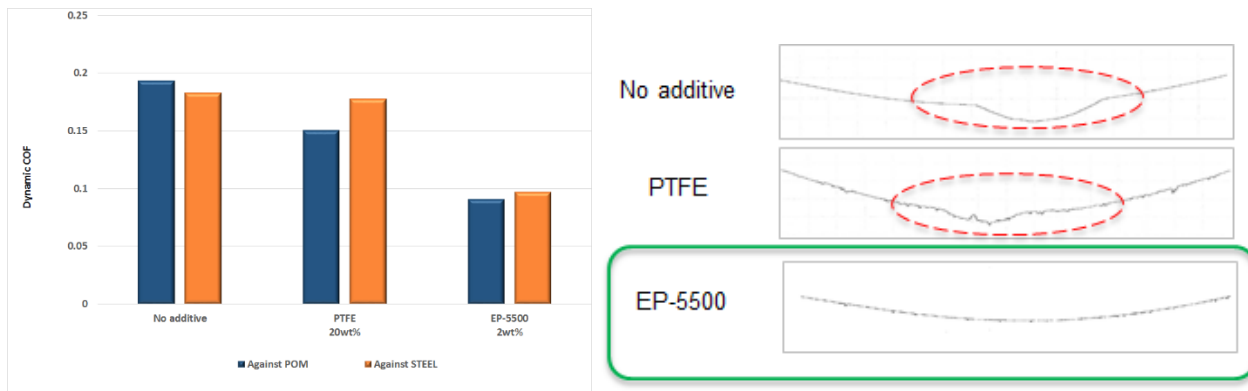 0.25
0.2
0.15
0.1
0.05
0
Dynamic COF
No additive
PTFE
20wt%
EP-5500
2wt%
Against POM
Against STEEL
No additive
PTFE
EP-5500